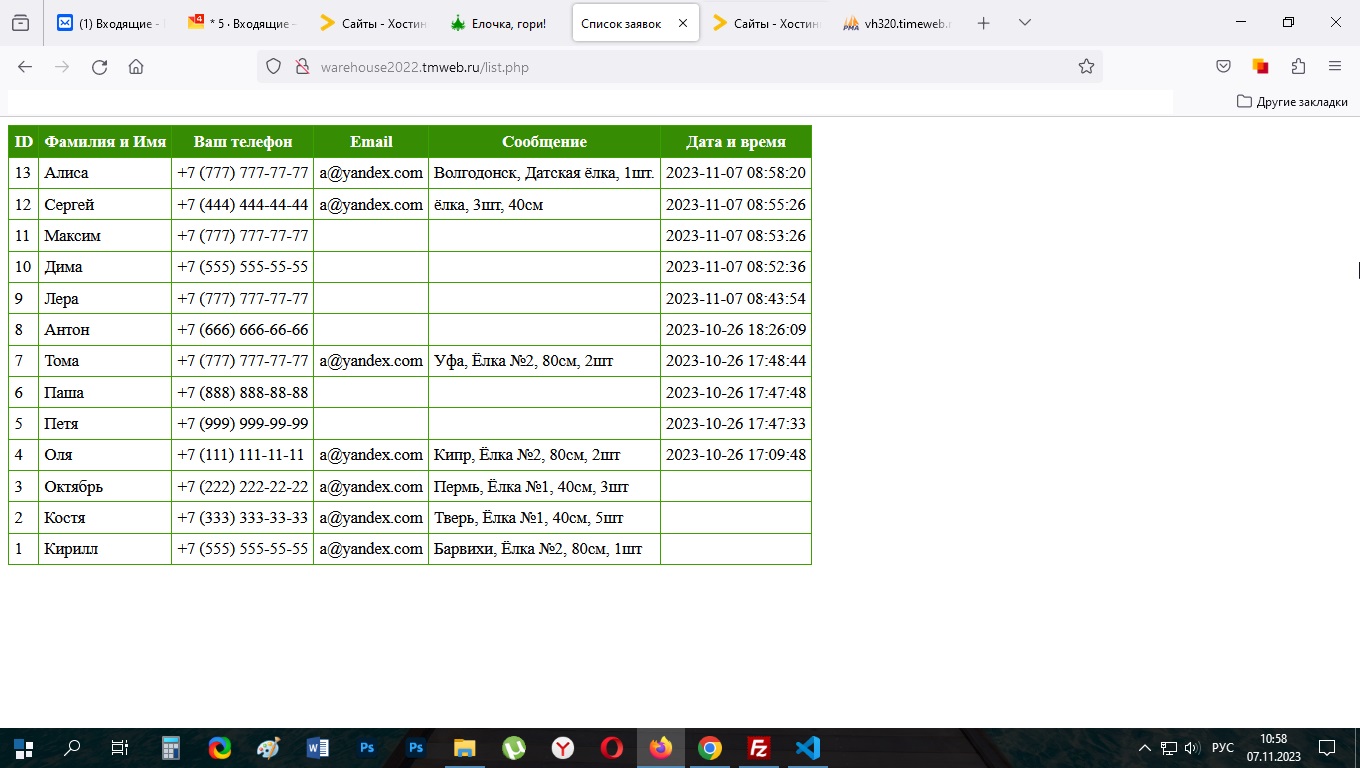 (1) Входящие -
4
* 5 · Входящие –
Сайты - Хостин
Елочка, гори!
Список заявок
Сайты - Хостин
PMA
vh320.timeweb.r
warehouse2022.tmweb.ru/list.php
Другие закладки
ID Фамилия и Имя Ваш телефон Email Сообщение Дата и время
13 Алиса +7 (777) 777-77-77 a@yandex.com Волгодонск, Датская ёлка, 1шт. 2023-11-07 08:58:20
12 Сергей +7 (444) 444-44-44 a@yandex.com ёлка, 3шт, 40см 2023-11-07 08:55:26
11 Максим +7 (777) 777-77-77 2023-11-07 08:53:26
10 Дима +7 (555) 555-55-55 2023-11-07 08:52:36
9 Лера +7 (777) 777-77-77 2023-11-07 08:43:54
8 Антон +7 (666) 666-66-66 2023-10-26 18:26:09
7 Тома +7 (777) 777-77-77 a@yandex.com Уфа, Ёлка №2, 80см, 2шт 2023-10-26 17:48:44
6 Паша +7 (888) 888-88-88 2023-10-26 17:47:48
5 Петя +7 (999) 999-99-99 2023-10-26 17:47:33
4 Оля +7 (111) 111-11-11 a@yandex.com Кипр, Ёлка №2, 80см, 2шт 2023-10-26 17:09:48
3 Октябрь +7 (222) 222-22-22 a@yandex.com Пермь, Ёлка №1, 40см, 3шт
2 Костя +7 (333) 333-33-33 a@yandex.com Тверь, Ёлка №1, 40см, 5шт
1 Кирилл +7 (555) 555-55-55 a@yandex.com Барвихи, Ёлка №2, 80см, 1шт
W
Ps
Ps
Y
Fz
РУС
10:58
07.11.2023